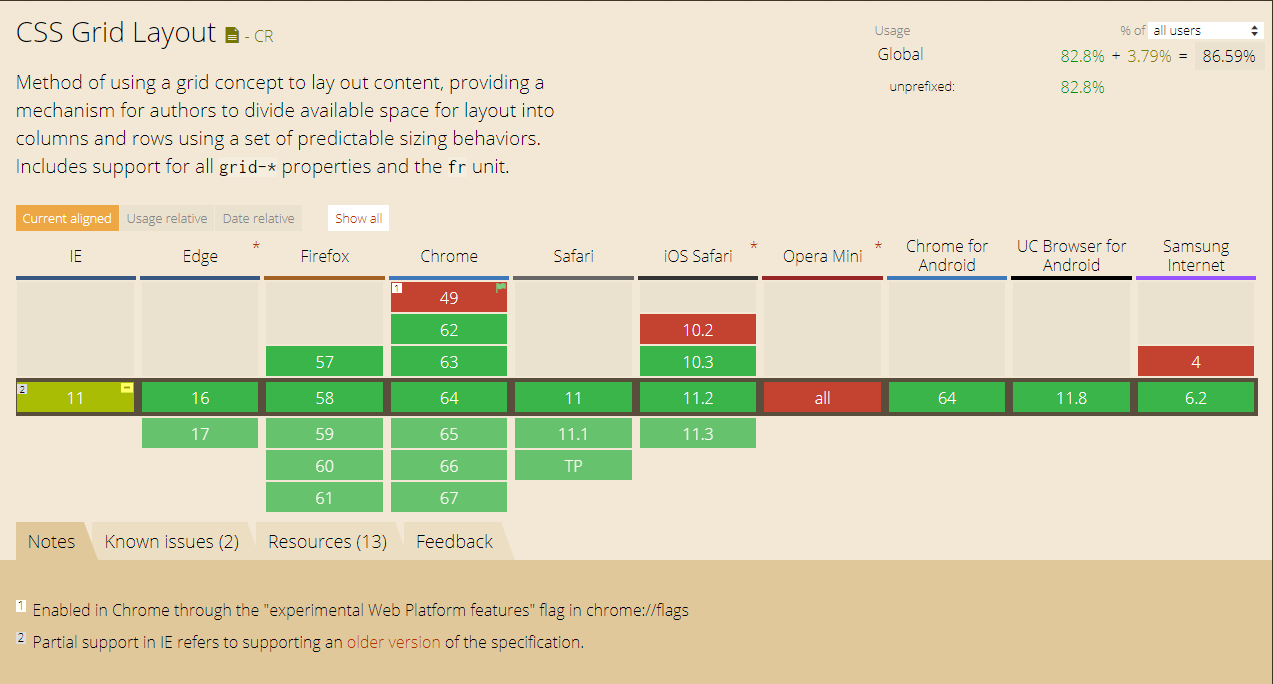 CSS Grid Layout - CR
Usage % of all users
Global 82.8% + 3.79% = 86.59%
unprefixed: 82.8%
Method of using a grid concept to lay out content, providing a
mechanism for authors to divide available space for layout into
columns and rows using a set of predictable sizing behaviors.
Includes support for all grid-* properties and the fr unit.
Current aligned Usage relative Date relative Show all
IE Edge * Firefox Chrome Safari iOS Safari * Opera Mini * Chrome for Android UC Browser for Android Samsung Internet
1 49
62 10.2
57 63 10.3 4
2 11 16 58 64 11 11.2 all 64 11.8 6.2
17 59 65 11.1 11.3
60 66 TP
61 67
Notes Known issues (2) Resources (13) Feedback
1 Enabled in Chrome through the "experimental Web Platform features" flag in chrome://flags
2 Partial support in IE refers to supporting an older version of the specification.